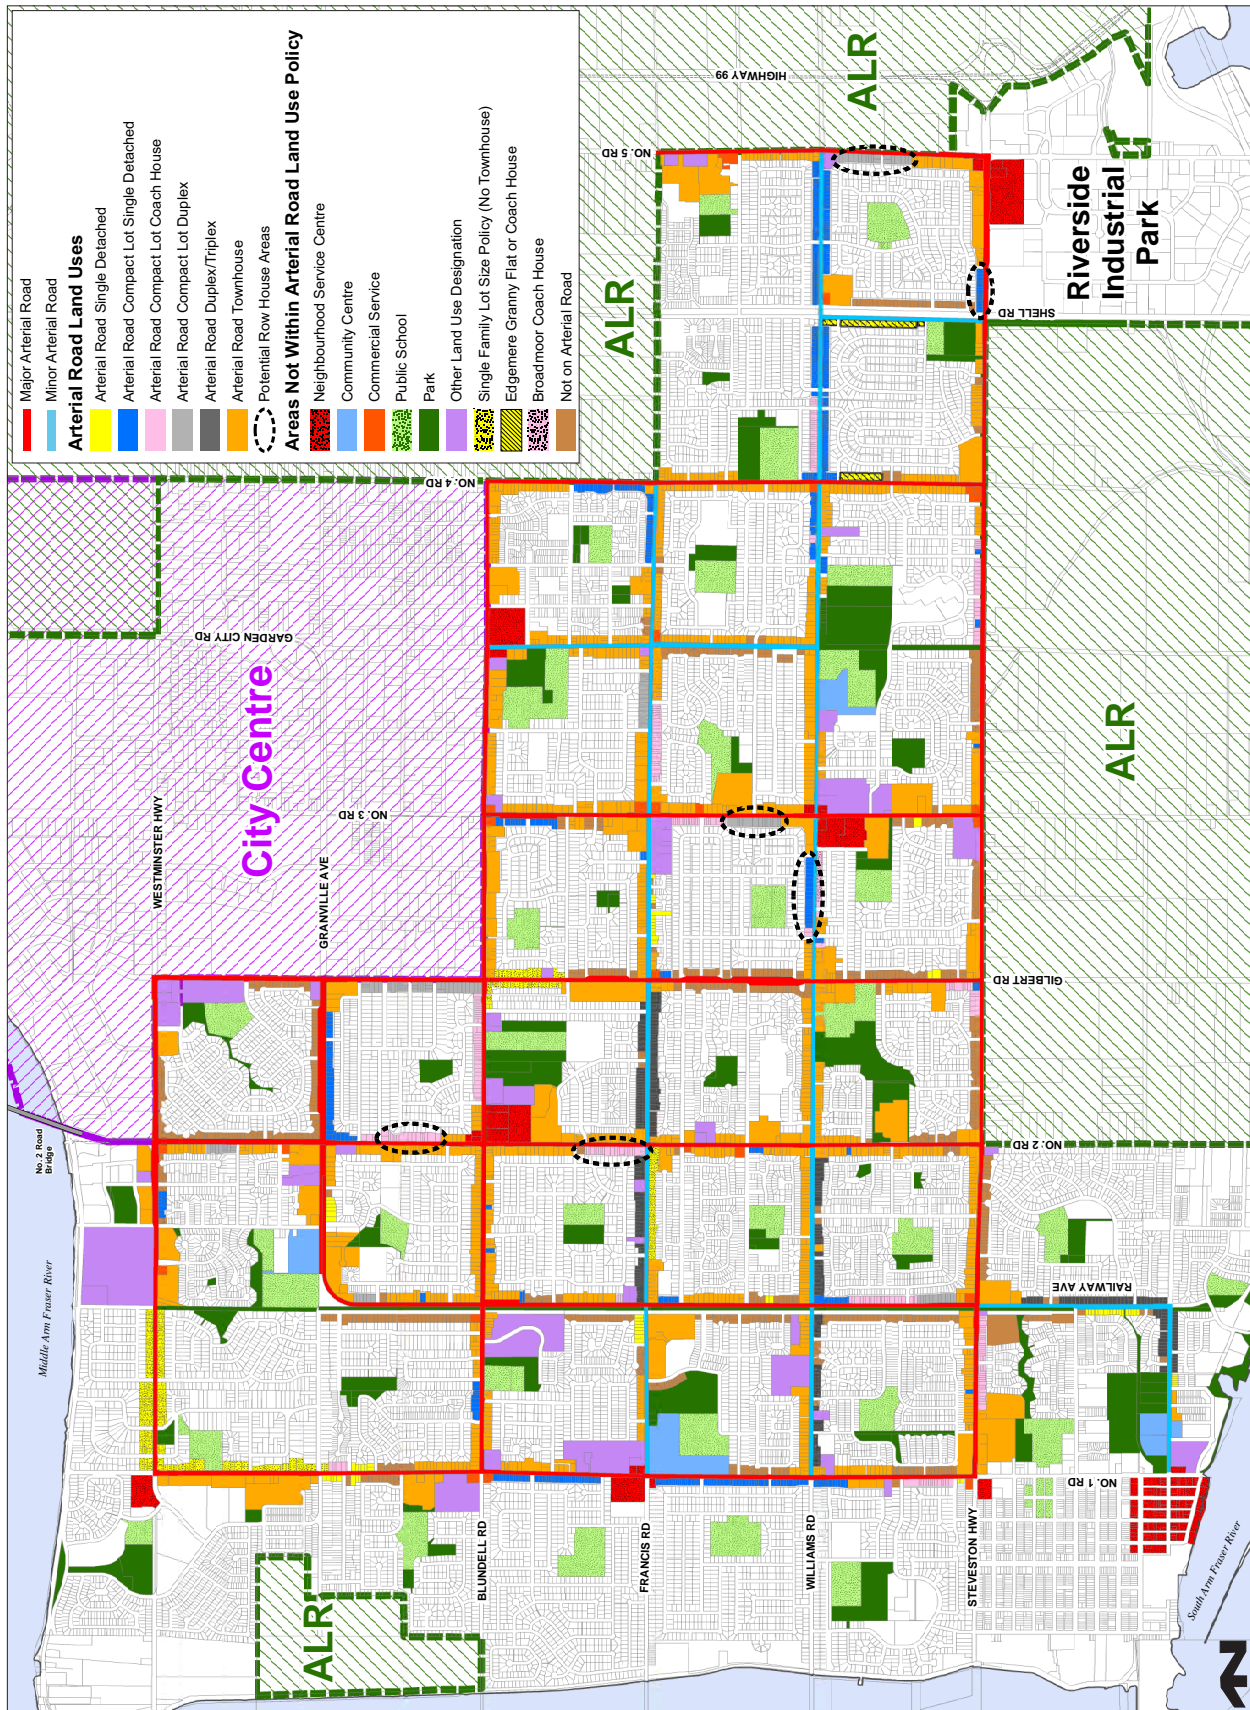 Major Arterial Road
Minor Arterial Road
Arterial Road Land Uses
Arterial Road Single Detached
Arterial Road Compact Lot Single Detached
Arterial Road Compact Lot Coach House
Arterial Road Compact Lot Duplex
Arterial Road Duplex/Triplex
Arterial Road Townhouse
Potential Row House Areas
Areas Not Within Arterial Road Land Use Policy
Neighbourhood Service Centre
Community Centre
Commercial Service
Public School
Park
Other Land Use Designation
Single Family Lot Size Policy (No Townhouse)
Edgemere Granny Flat or Coach House
Broadmoor Coach House
Not on Arterial Road
HIGHWAY 99
ALR
NO. 5 RD
ALR
Riverside
Industrial
Park
SHELL RD
NO. 4 RD
GARDEN CITY RD
City Centre
WESTMINSTER HWY
NO. 3 RD
GRANVILLE AVE
ALR
GILBERT RD
No. 2 Road
Bridge
NO. 2 RD
Middle Arm Fraser River
RAILWAY AVE
NO. 1 RD
BLUNDELL RD
FRANCIS RD
WILLIAMS RD
STEVESTON HWY
ALR
South Arm Fraser River
N